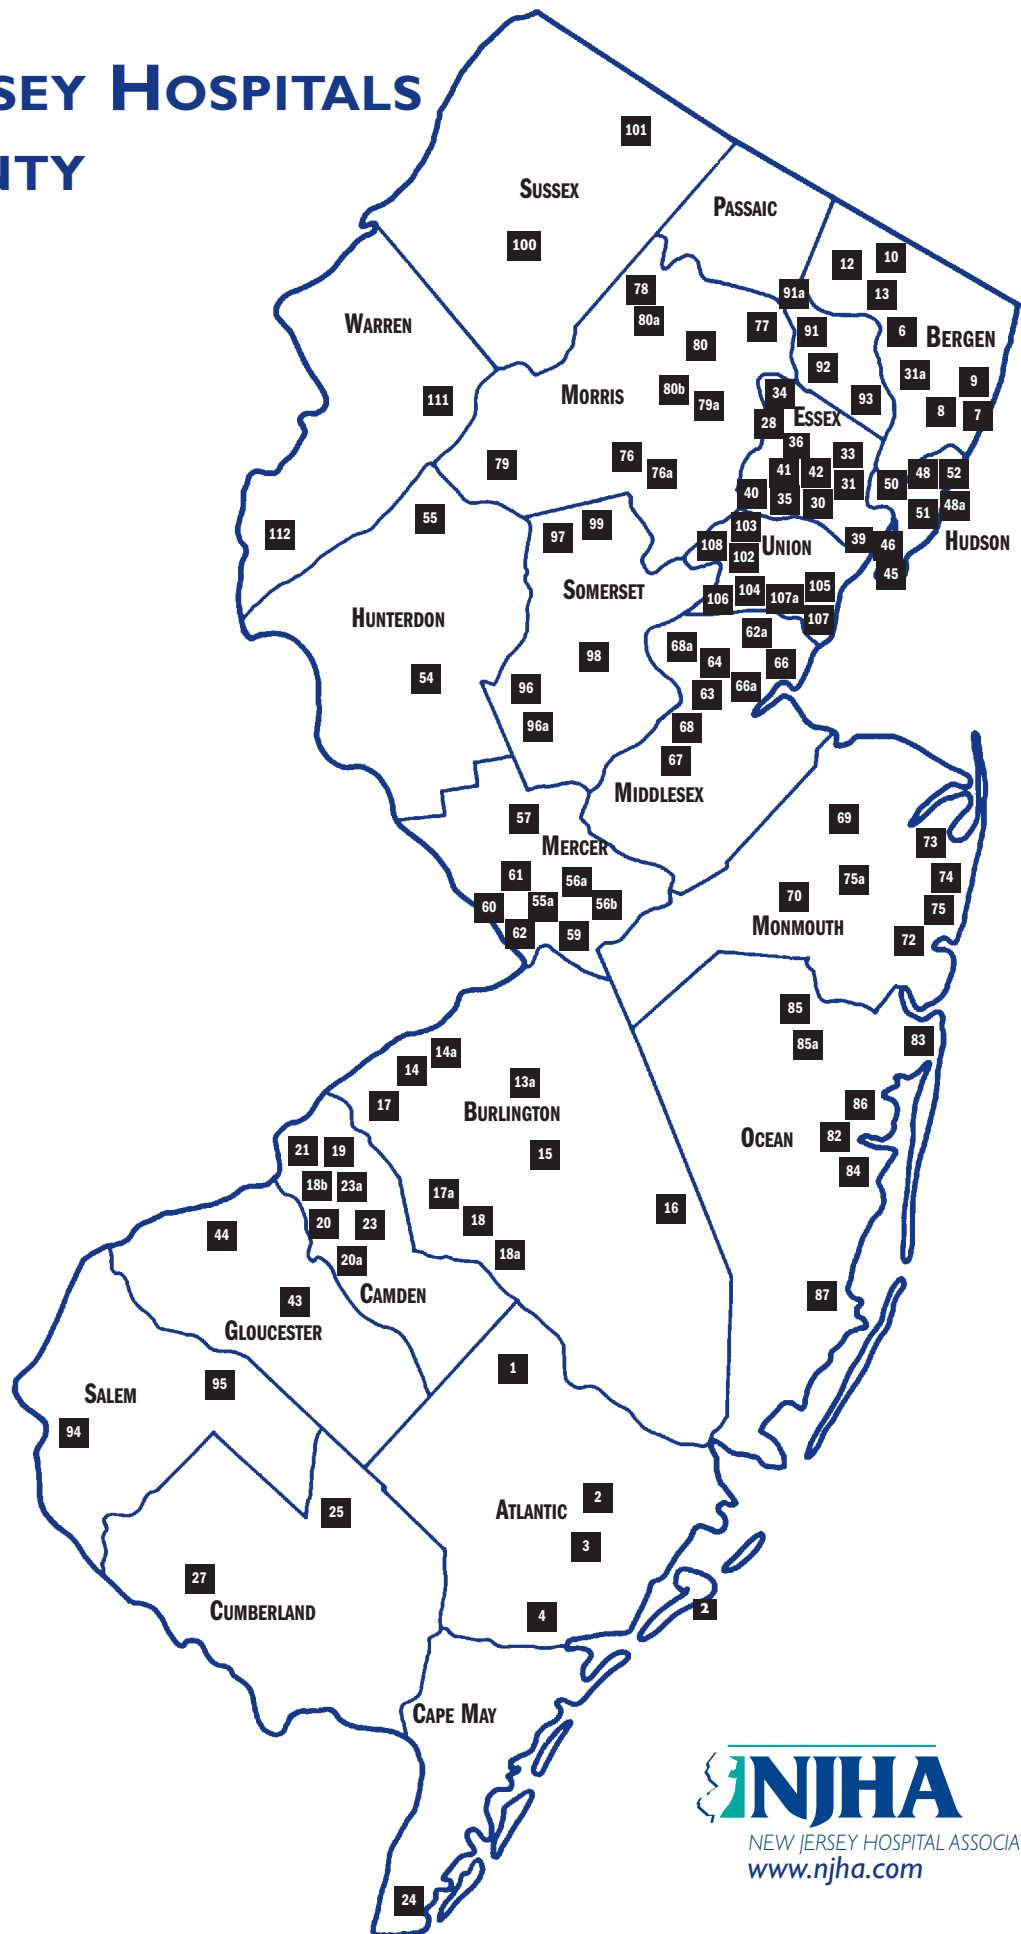 SEY HOSPITALS
NTY
101
SUSSEX
PASSAIC
100
12
10
78
91a
13
80a
WARREN
77
91
6
BERGEN
80
92
31a
9
MORRIS
80b
34
111
79a
93
8
7
28
ESSEX
36
76
33
79
76a
41
42
48
52
40
35
31
50
30
48a
55
99
51
112
97
103
39
HUDSON
108
UNION
46
102
45
SOMERSET
104
105
106
107a
HUNTERDON
107
62a
68a
98
64
66
54
96
63
66a
96a
68
67
MIDDLESEX
57
69
MERCER
73
61
56a
75a
74
60
55a
56b
70
75
62
59
MONMOUTH
72
85
14a
85a
83
14
13a
17
BURLINGTON
86
OCEAN
82
21
19
15
84
18b
23a
17a
16
20
23
18
44
20a
18a
43
CAMDEN
87
GLOUCESTER
1
95
SALEM
94
2
25
ATLANTIC
3
27
CUMBERLAND
4
2
CAPE MAY
NJHA
NEW JERSEY HOSPITAL ASSOCIA
www.njha.com
24